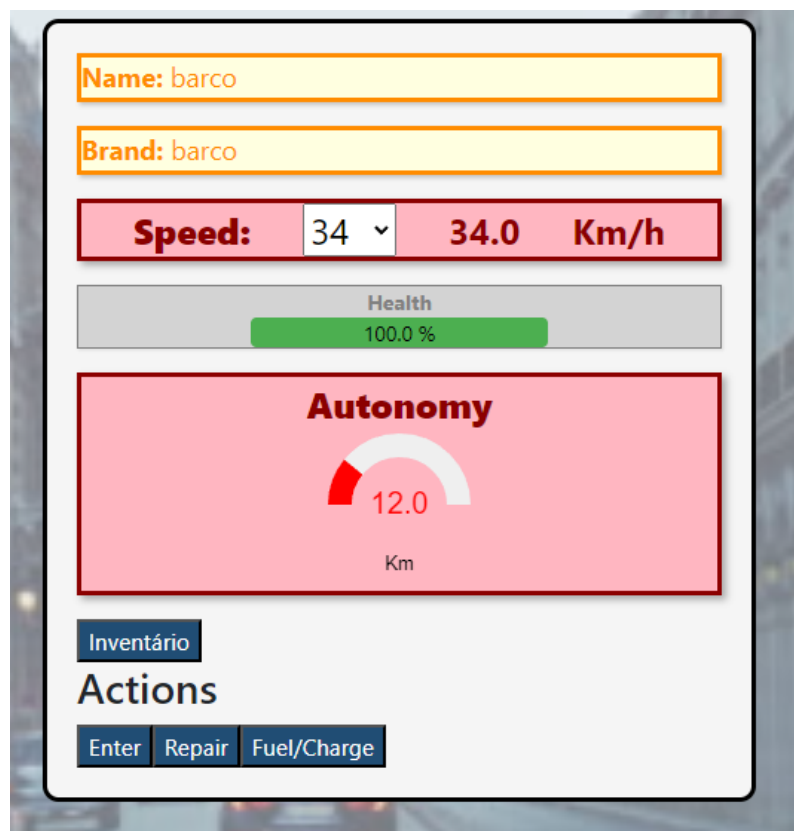 Name: barco
Brand: barco
Speed: 34 34.0 Km/h
Health
100.0 %
Autonomy
12.0
Km
Inventário
Actions
Enter Repair Fuel/Charge